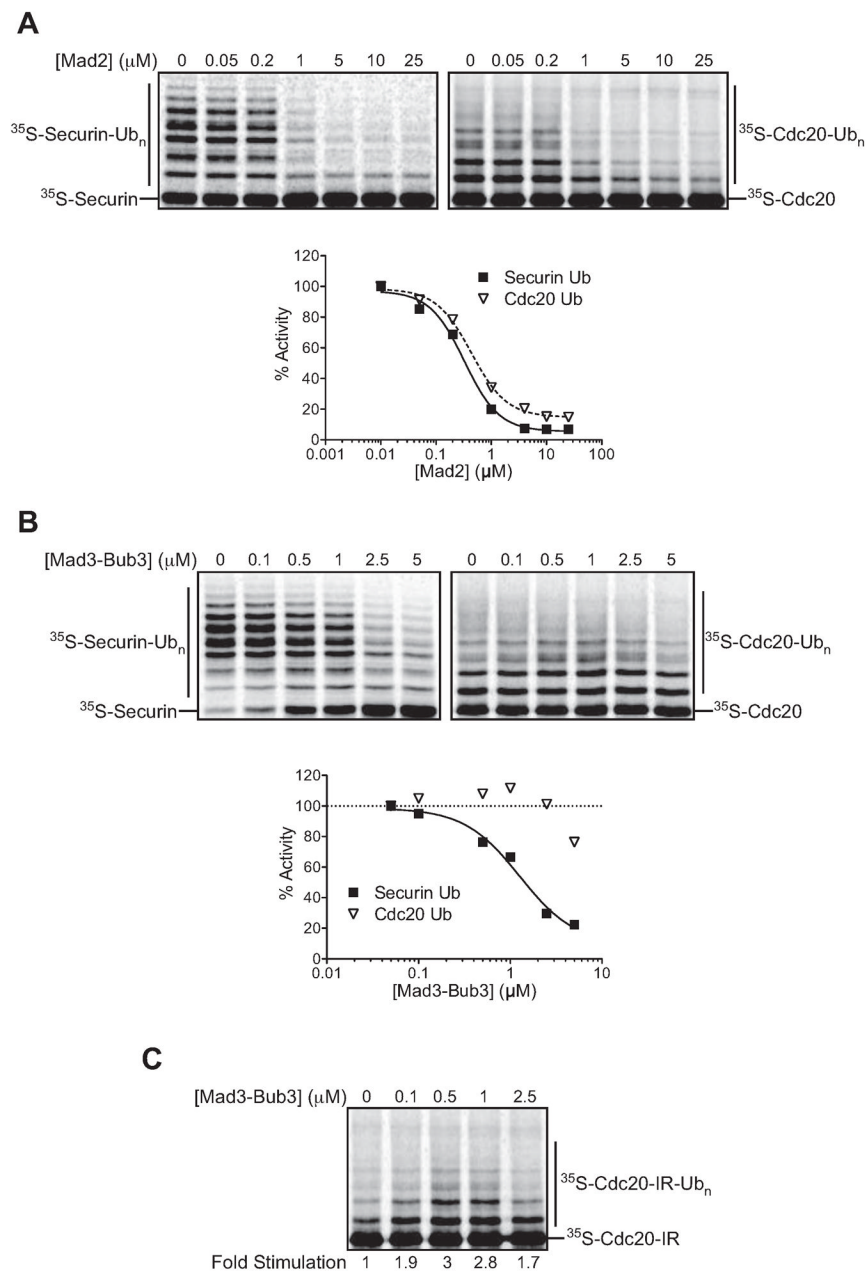 A
[Mad2] (μM) 0 0.05 0.2 1 5 10 25 0 0.05 0.2 1 5 10 25
35S-Securin-Ubn
35S-Cdc20-Ubn
35S-Securin
35S-Cdc20
120
100
80
60
40
20
0
% Activity
Securin Ub
Cdc20 Ub
0.001 0.01 0.1 1 10 100
[Mad2] (μM)
B
[Mad3-Bub3] (μM) 0 0.1 0.5 1 2.5 5 0 0.1 0.5 1 2.5 5
35S-Securin-Ubn
35S-Cdc20-Ubn
35S-Securin
35S-Cdc20
120
100
80
60
40
20
0
% Activity
Securin Ub
Cdc20 Ub
0.01 0.1 1 10
[Mad3-Bub3] (μM)
C
[Mad3-Bub3] (μM) 0 0.1 0.5 1 2.5
35S-Cdc20-IR-Ubn
35S-Cdc20-IR
Fold Stimulation 1 1.9 3 2.8 1.7